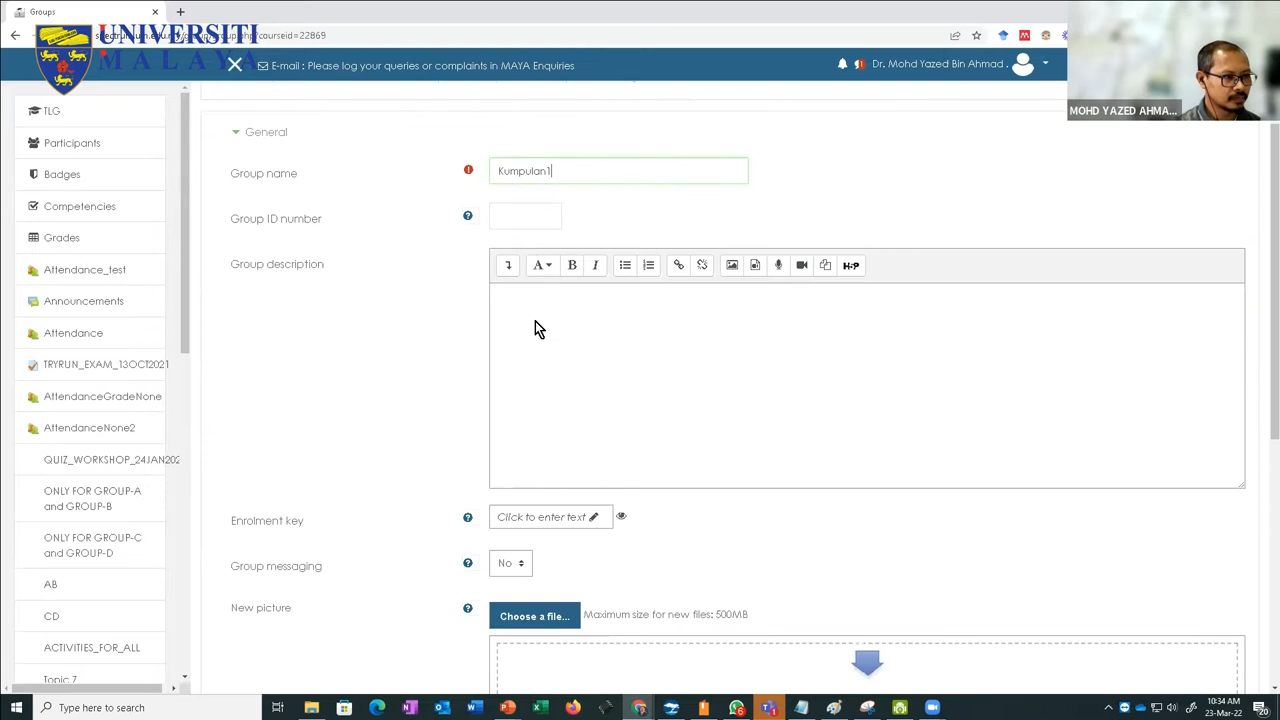 Groups
UNIVERSITI
MALAYA
.php?courseid=22869
E-mail : Please log your queries or complaints in MAYA Enquiries
Dr. Mohd Yazed Bin Ahmad .
MOHD YAZED AHMA...
TLG
Participants
Badges
Competencies
Grades
Attendance_test
Announcements
Attendance
TRYRUN_EXAM_13OCT2021
AttendanceGradeNone
AttendanceNone2
QUIZ_WORKSHOP_24JAN202
ONLY FOR GROUP-A
and GROUP-B
ONLY FOR GROUP-C
and GROUP-D
AB
CD
ACTIVITIES_FOR_ALL
Topic 7
General
Group name
Kumpulan1
Group ID number
Group description
A B I H-P
Enrolment key
Click to enter text
Group messaging
No
New picture
Choose a file...
Maximum size for new files: 500MB
Type here to search
10:34 AM
23-Mar-22
20